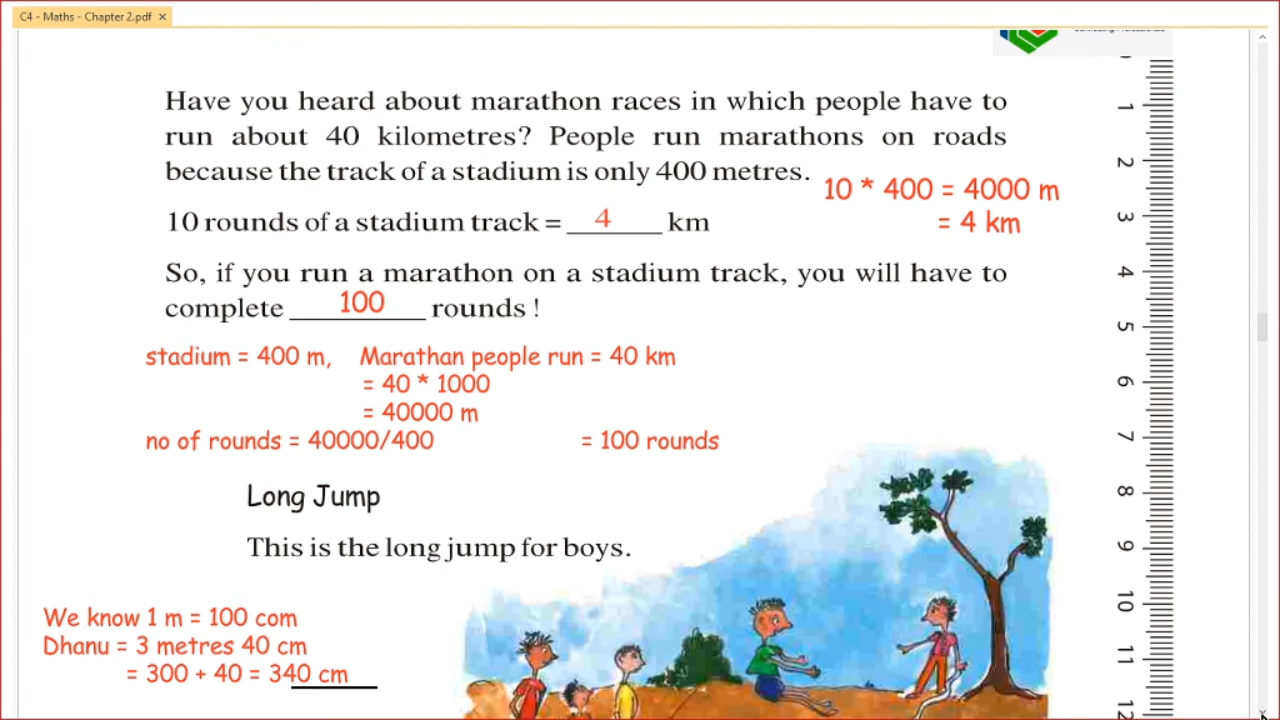 C4 - Maths - Chapter 2.pdf ×
Have you heard about marathon races in which people have to
run about 40 kilometres? People run marathons on roads
because the track of a stadium is only 400 metres.
10 * 400 = 4000 m
10 rounds of a stadium track = 4 km
= 4 km
So, if you run a marathon on a stadium track, you will have to
complete 100 rounds !
stadium = 400 m, Marathan people run = 40 km
= 40 * 1000
= 40000 m
no of rounds = 40000/400 = 100 rounds
Long Jump
This is the long jump for boys.
We know 1 m = 100 com
Dhanu = 3 metres 40 cm
= 300 + 40 = 340 cm
1
2
3
4
5
6
7
8
9
10
11
12